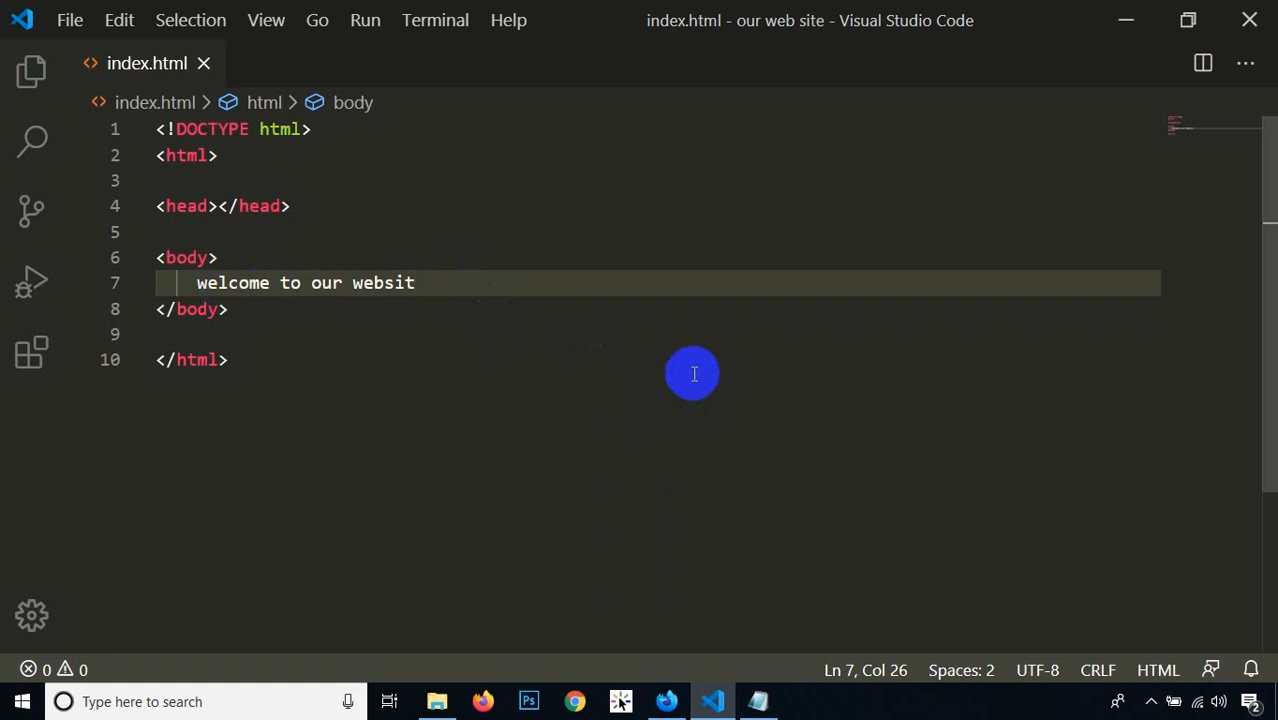 File Edit Selection View Go Run Terminal Help index.html - our web site - Visual Studio Code
index.html
index.html > html > body
1 <!DOCTYPE html>
2 <html>
3
4 <head></head>
5
6 <body>
7 welcome to our websit
8 </body>
9
10 </html>
0 0 Ln 7, Col 26 Spaces: 2 UTF-8 CRLF HTML
Type here to search Ps 2